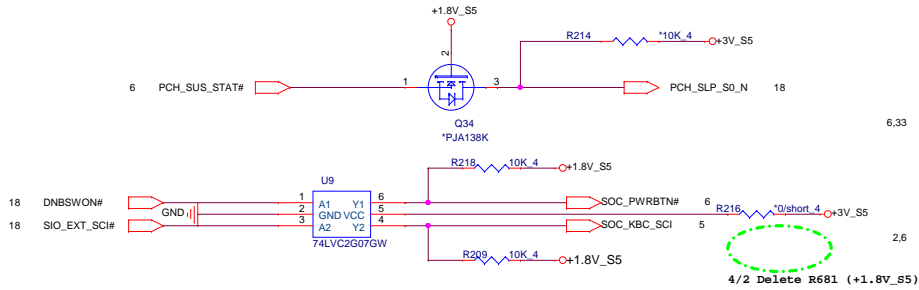 +1.8V_S5
R214 *10K_4 +3V_S5
2
6 PCH_SUS_STAT# 1 3 PCH_SLP_S0_N 18
Q34
*PJA138K
6,33
R218 10K_4 +1.8V_S5
U9
18 DNBSWON# 1 A1 Y1 6 SOC_PWRBTN# 6
GND 2 GND VCC 5 R216 *0/short_4 +3V_S5
18 SIO_EXT_SCI# 3 A2 Y2 4 SOC_KBC_SCI 5
74LVC2G07GW
2,6
R209 10K_4 +1.8V_S5
4/2 Delete R681 (+1.8V_S5)